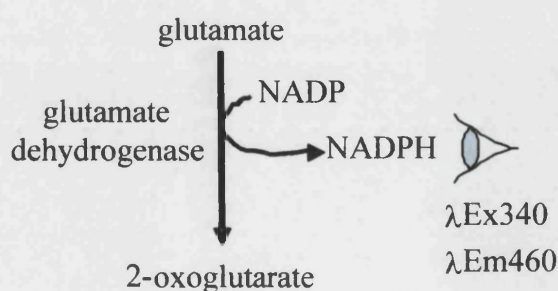 glutamate
NADP
glutamate
dehydrogenase
NADPH
λEx340
λEm460
2-oxoglutarate